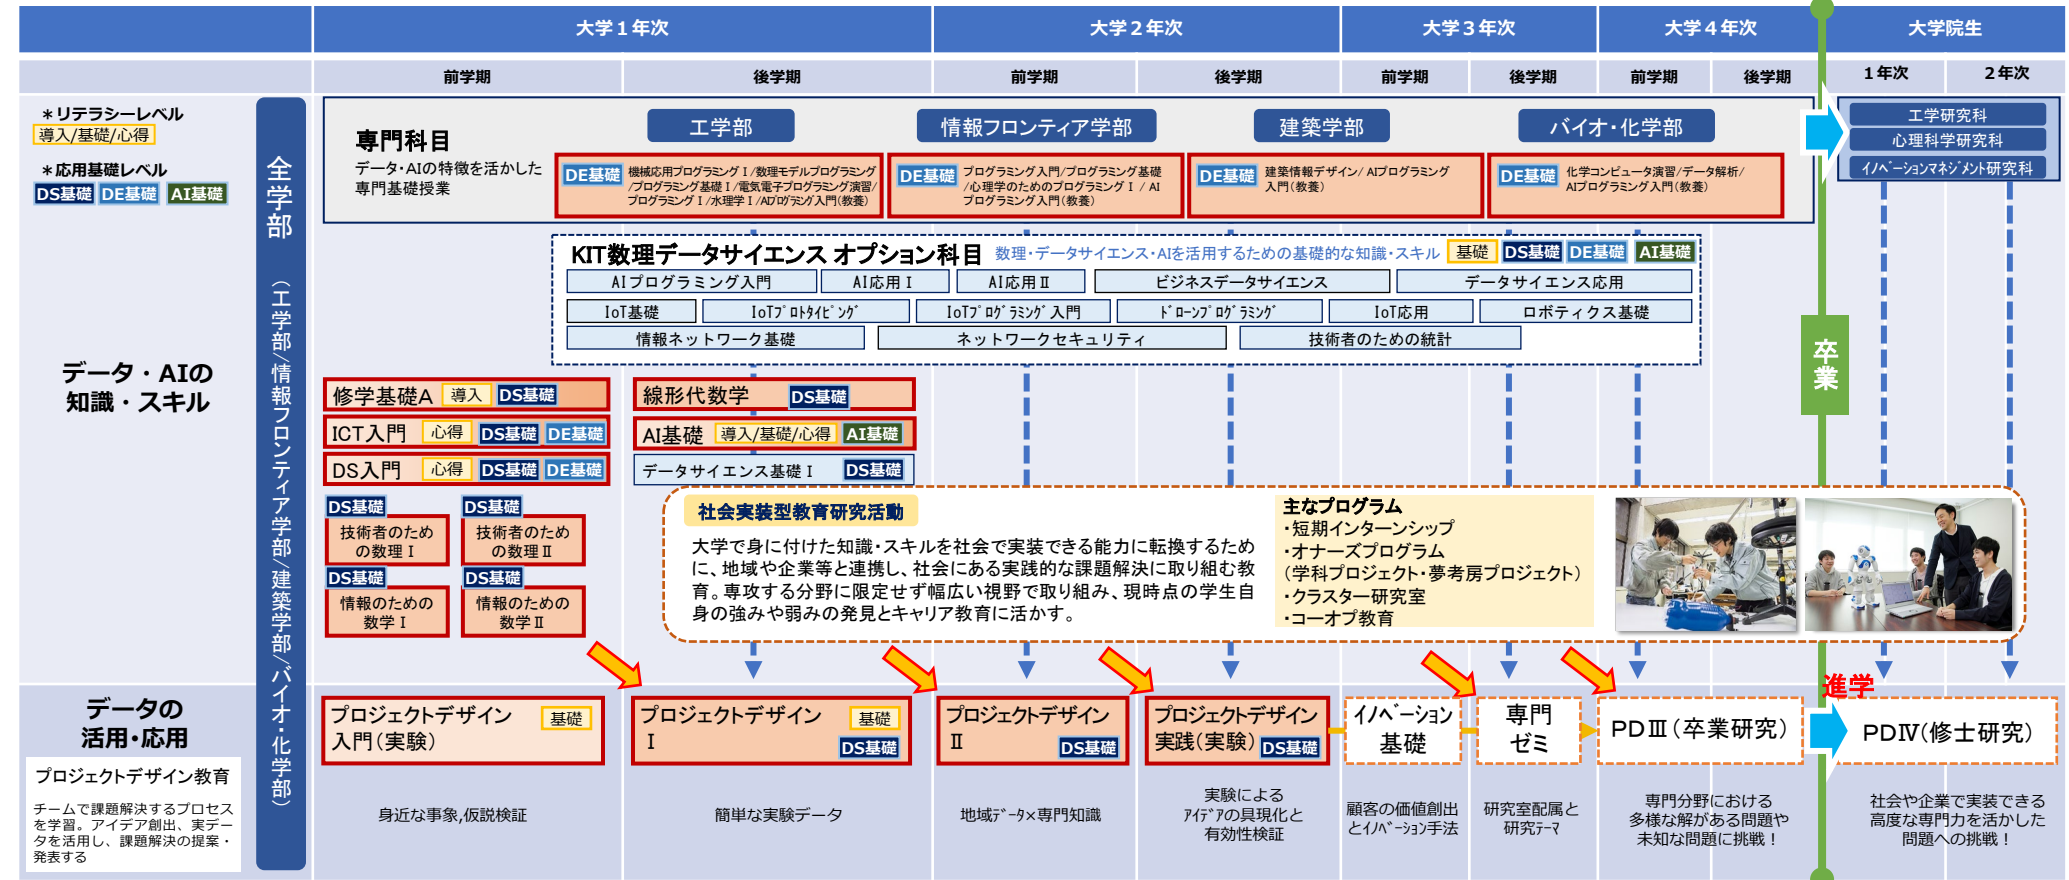 大学１年次
大学２年次
大学３年次
大学４年次
大学院生
前学期
後学期
前学期
後学期
前学期
後学期
前学期
後学期
１年次
２年次
＊リテラシーレベル
導入/基礎/心得
＊応用基礎レベル
DS基礎 DE基礎 AI基礎
データ・AIの
知識・スキル
全学部（工学部/情報フロンティア学部/建築学部/バイオ・化学部）
専門科目
データ・AIの特徴を活かした
専門基礎授業
工学部
DE基礎
機械応用プログラミングⅠ/数理モデルプログラミング
/プログラミング基礎Ⅰ/電気電子プログラミング演習/
プログラミングⅠ/水理学Ⅰ/AIプログラミング入門(教養)
情報フロンティア学部
DE基礎
プログラミング入門/プログラミング基礎
/心理学のためのプログラミングⅠ/ AI
プログラミング入門(教養)
建築学部
DE基礎
建築情報デザイン/ AIプログラミング
入門(教養)
バイオ・化学部
DE基礎
化学コンピュータ演習/データ解析/
AIプログラミング入門(教養)
工学研究科
心理科学研究科
イノベーションマネジメント研究科
KIT数理データサイエンス オプション科目
数理・データサイエンス・AIを活用するための基礎的な知識・スキル
基礎 DS基礎 DE基礎 AI基礎
AIプログラミング入門
AI応用Ⅰ
AI応用Ⅱ
ビジネスデータサイエンス
データサイエンス応用
IoT基礎
IoTプロトタイピング
IoTプログラミング入門
ドローンプログラミング
IoT応用
ロボティクス基礎
情報ネットワーク基礎
ネットワークセキュリティ
技術者のための統計
卒業
修学基礎A 導入 DS基礎
ICT入門 心得 DS基礎 DE基礎
DS入門 心得 DS基礎 DE基礎
線形代数学 DS基礎
AI基礎 導入/基礎/心得 AI基礎
データサイエンス基礎Ⅰ DS基礎
DS基礎
技術者のため
の数理Ⅰ
DS基礎
技術者のため
の数理Ⅱ
DS基礎
情報のための
数学Ⅰ
DS基礎
情報のための
数学Ⅱ
社会実装型教育研究活動
大学で身に付けた知識・スキルを社会で実装できる能力に転換するため
に、地域や企業等と連携し、社会にある実践的な課題解決に取り組む教
育。専攻する分野に限定せず幅広い視野で取り組み、現時点の学生自
身の強みや弱みの発見とキャリア教育に活かす。
主なプログラム
・短期インターンシップ
・オナーズプログラム
（学科プロジェクト・夢考房プロジェクト）
・クラスター研究室
・コーオプ教育
データの
活用・応用
プロジェクトデザイン教育
チームで課題解決するプロセス
を学習。アイデア創出、実デー
タを活用し、課題解決の提案・
発表する
プロジェクトデザイン
入門(実験)
基礎
身近な事象,仮説検証
プロジェクトデザイン
Ⅰ
基礎
DS基礎
簡単な実験データ
プロジェクトデザイン
Ⅱ
DS基礎
地域データ×専門知識
プロジェクトデザイン
実践(実験) DS基礎
実験による
アイデアの具現化と
有効性検証
イノベーション
基礎
顧客の価値創出
とイノベーション手法
専門
ゼミ
研究室配属と
研究テーマ
PDⅢ(卒業研究)
専門分野における
多様な解がある問題や
未知な問題に挑戦！
進学
PDⅣ(修士研究)
社会や企業で実装できる
高度な専門力を活かした
問題への挑戦！